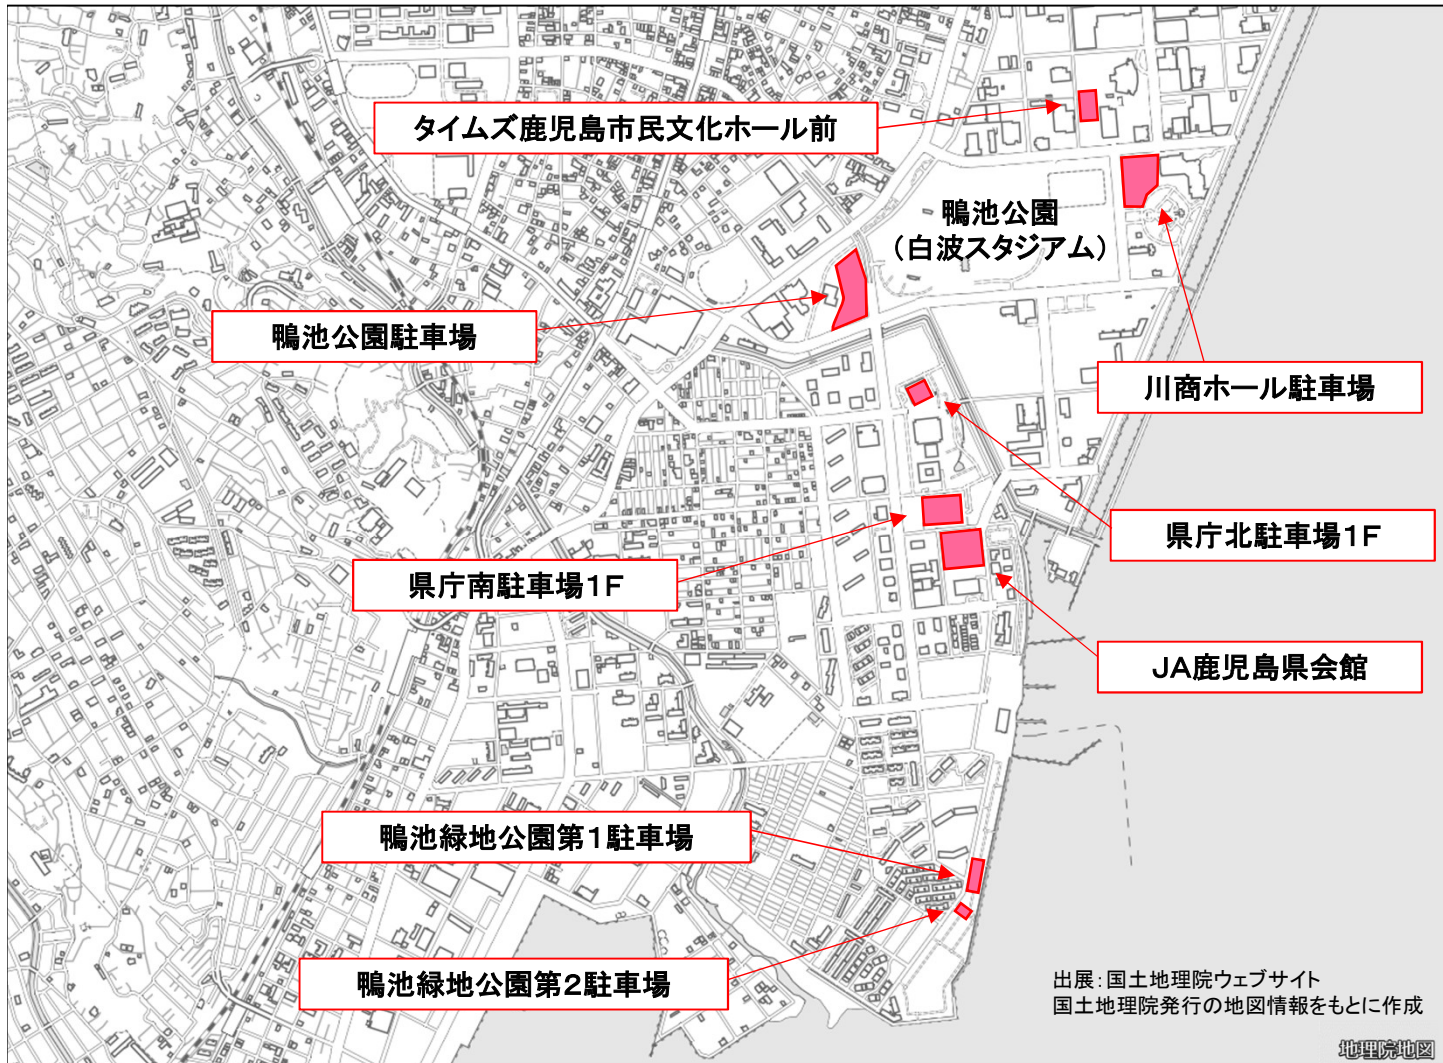 タイムズ鹿児島市民文化ホール前
鴨池公園
（白波スタジアム）
鴨池公園駐車場
川商ホール駐車場
県庁北駐車場1F
県庁南駐車場1F
JA鹿児島県会館
鴨池緑地公園第1駐車場
鴨池緑地公園第2駐車場
出展：国土地理院ウェブサイト
国土地理院発行の地図情報をもとに作成
地理院地図